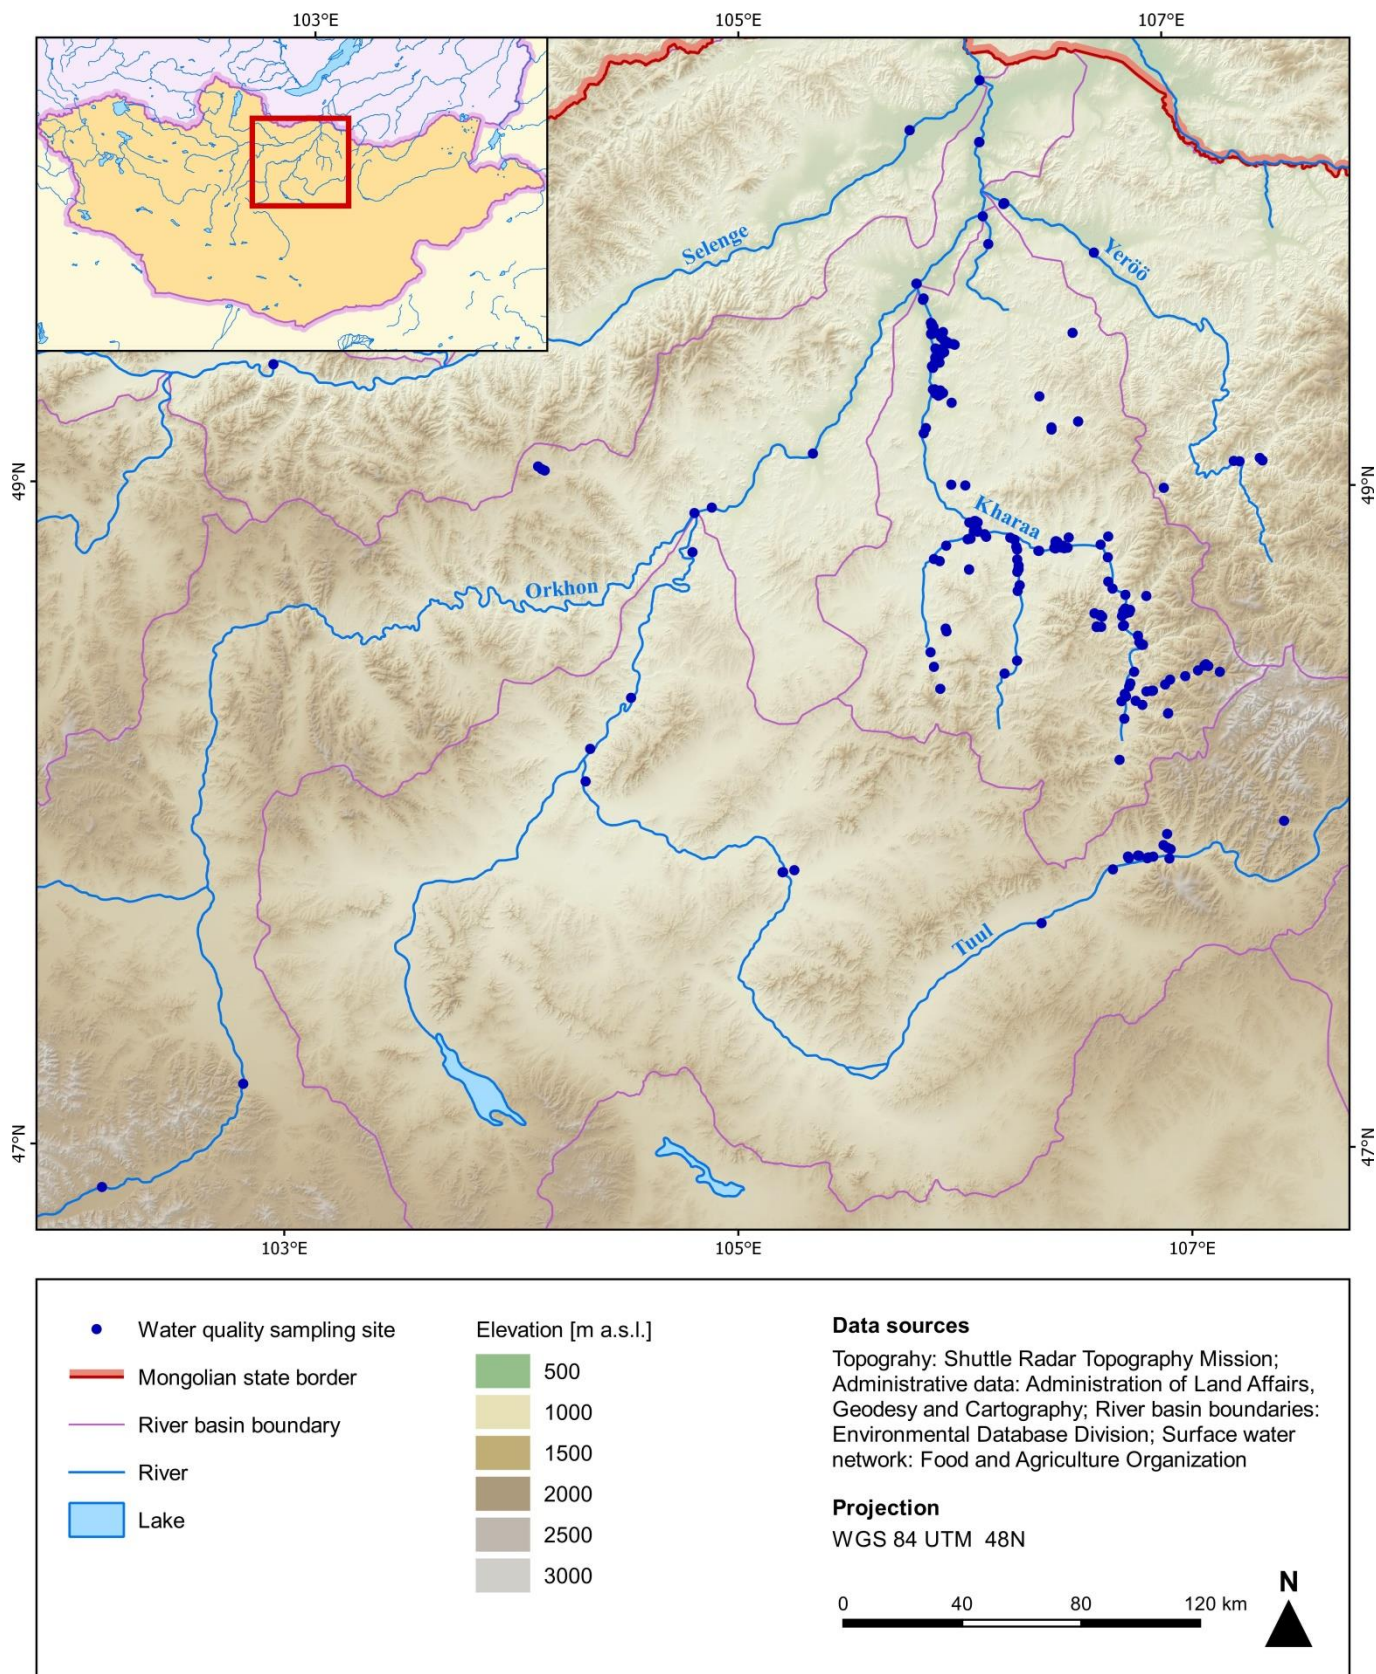 103°E
105°E
107°E
Selenge
Yeröö
49°N
49°N
Kharaa
Orkhon
Tuul
47°N
47°N
103°E
105°E
107°E
Water quality sampling site
Mongolian state border
River basin boundary
River
Lake
Elevation [m a.s.l.]
500
1000
1500
2000
2500
3000
Data sources
Topograhy: Shuttle Radar Topography Mission;
Administrative data: Administration of Land Affairs,
Geodesy and Cartography; River basin boundaries:
Environmental Database Division; Surface water
network: Food and Agriculture Organization
Projection
WGS 84 UTM 48N
0 40 80 120 km
N